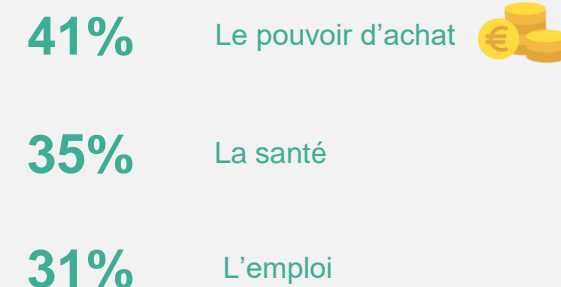 41% Le pouvoir d’achat
35% La santé
31% L’emploi